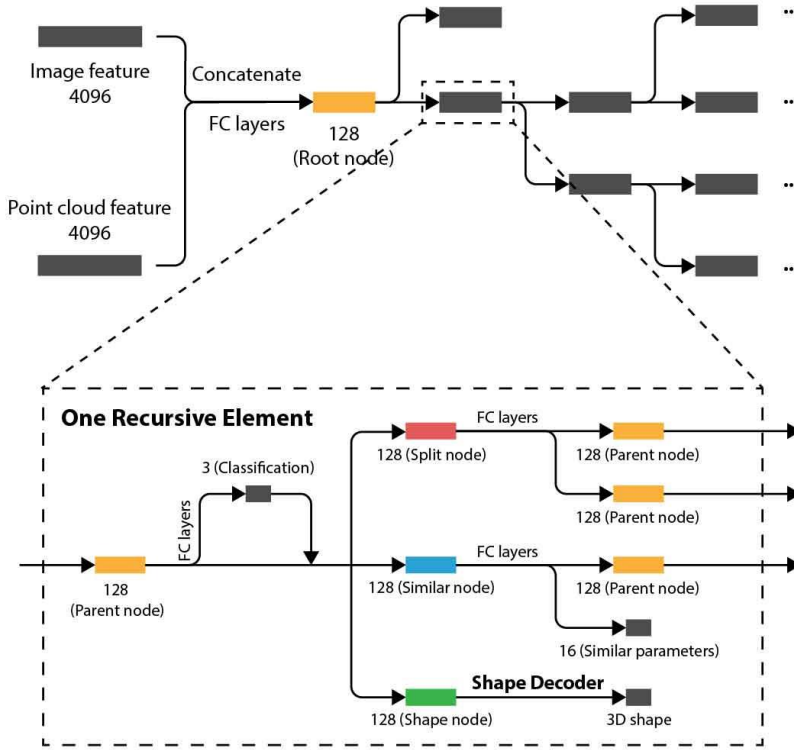 Image feature
4096
Concatenate
FC layers
128
(Root node)
Point cloud feature
4096
..
..
..
..
One Recursive Element
FC layers
3 (Classification)
128 (Split node)
128 (Parent node)
128 (Parent node)
FC layers
FC layers
128
(Parent node)
128 (Similar node)
128 (Parent node)
16 (Similar parameters)
Shape Decoder
128 (Shape node)
3D shape